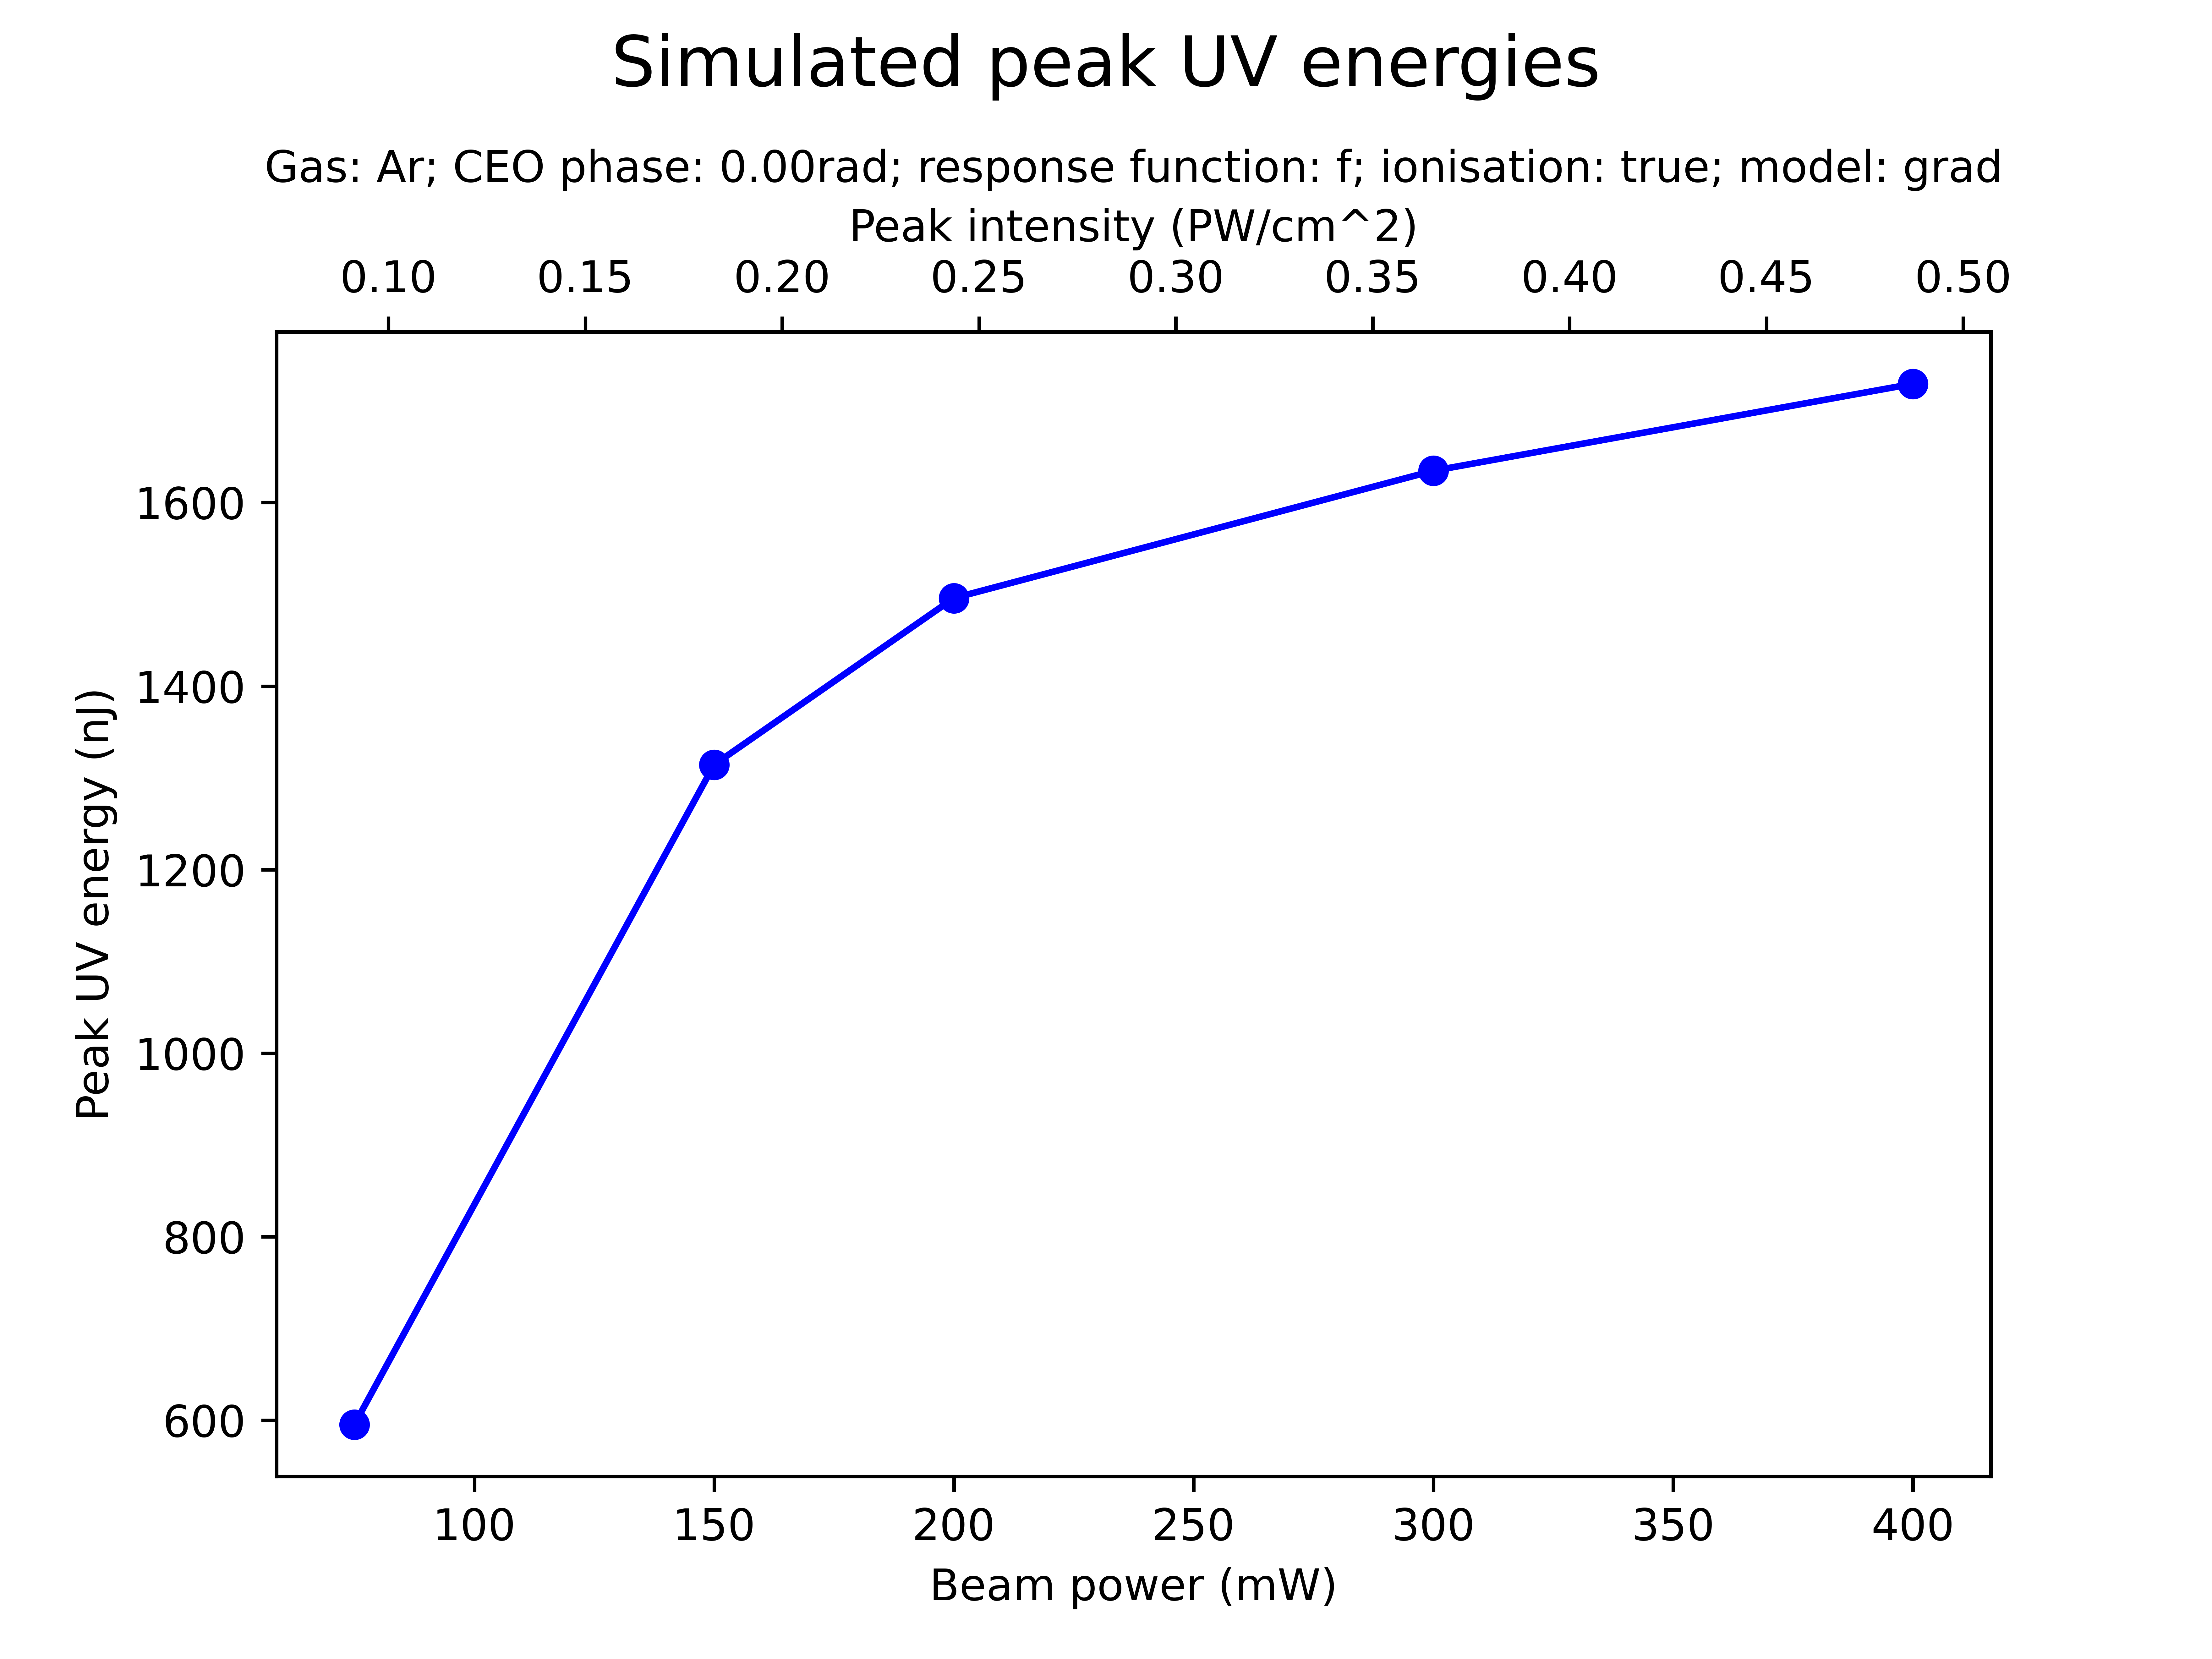 Simulated peak UV energies
Gas: Ar; CEO phase: 0.00rad; response function: f; ionisation: true; model: grad
Peak intensity (PW/cm^2)
0.10 0.15 0.20 0.25 0.30 0.35 0.40 0.45 0.50
Peak UV energy (nJ)
1600
1400
1200
1000
800
600
100 150 200 250 300 350 400
Beam power (mW)